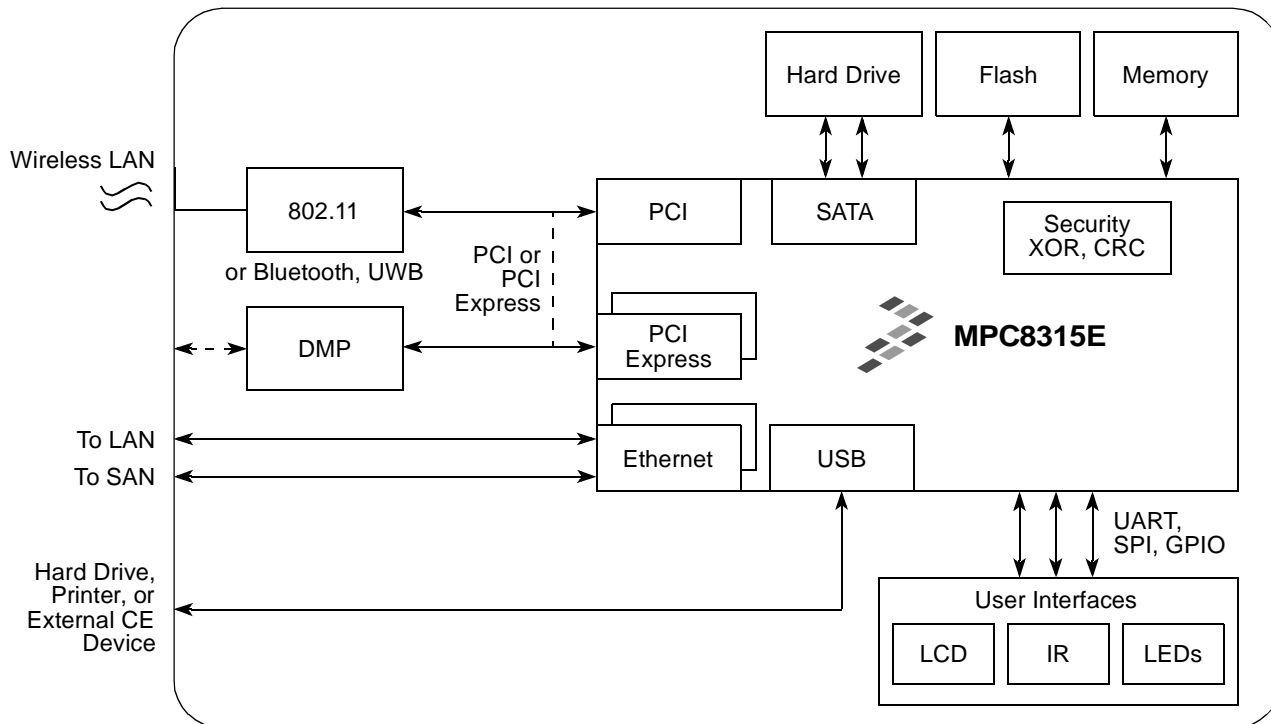 Hard Drive
Flash
Memory
Wireless LAN
802.11
or Bluetooth, UWB
PCI
SATA
Security
XOR, CRC
PCI or
PCI
Express
DMP
PCI
Express
MPC8315E
To LAN
To SAN
Ethernet
USB
UART,
SPI, GPIO
Hard Drive,
Printer, or
External CE
Device
User Interfaces
LCD
IR
LEDs